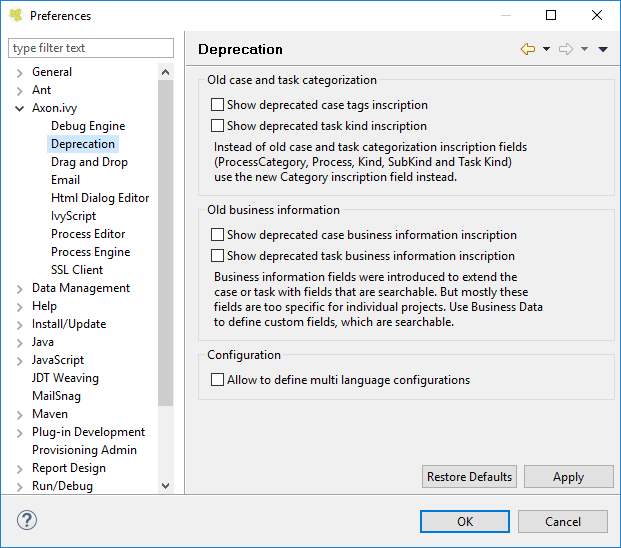 Preferences
type filter text
General
Ant
Axon.ivy
Debug Engine
Deprecation
Drag and Drop
Email
Html Dialog Editor
IvyScript
Process Editor
Process Engine
SSL Client
Data Management
Help
Install/Update
Java
JavaScript
JDT Weaving
MailSnag
Maven
Plug-in Development
Provisioning Admin
Report Design
Run/Debug
Deprecation
Old case and task categorization
Show deprecated case tags inscription
Show deprecated task kind inscription
Instead of old case and task categorization inscription fields
(ProcessCategory, Process, Kind, SubKind and Task Kind)
use the new Category inscription field instead.
Old business information
Show deprecated case business information inscription
Show deprecated task business information inscription
Business information fields were introduced to extend the
case or task with fields that are searchable. But mostly these
fields are too specific for individual projects. Use Business Data
to define custom fields, which are searchable.
Configuration
Allow to define multi language configurations
Restore Defaults
Apply
?
OK
Cancel